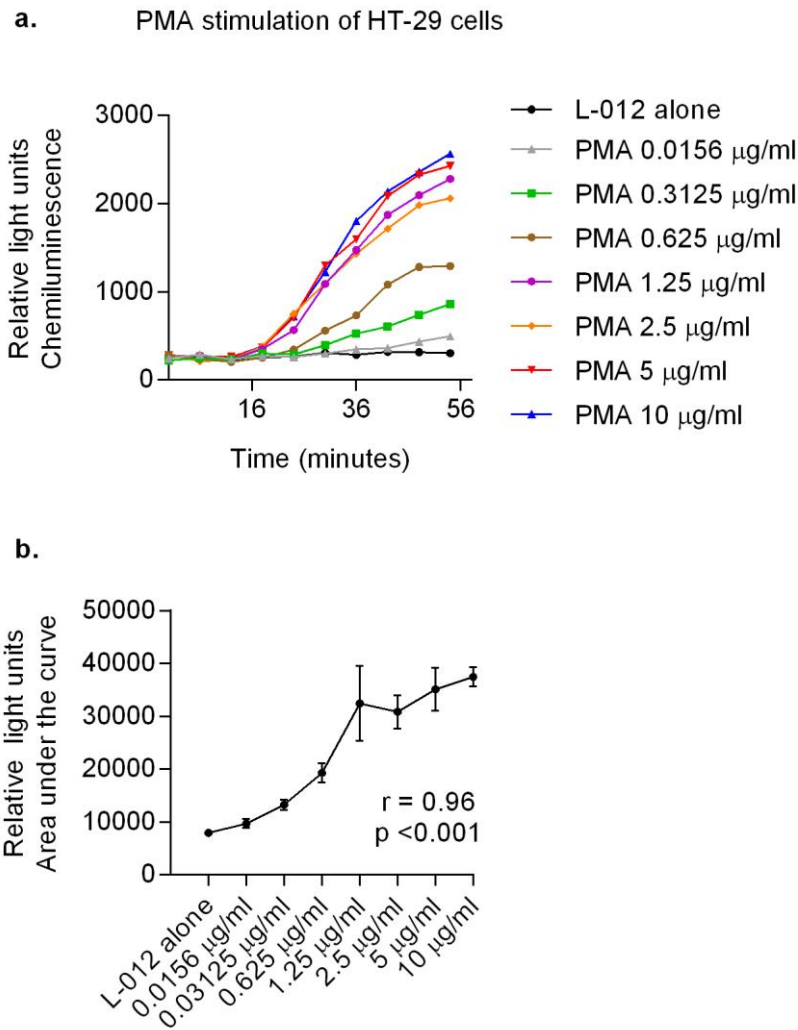 a.
PMA stimulation of HT-29 cells
Relative light units
Chemiluminescence
3000
2000
1000
0
16
36
56
Time (minutes)
L-012 alone
PMA 0.0156 μg/ml
PMA 0.3125 μg/ml
PMA 0.625 μg/ml
PMA 1.25 μg/ml
PMA 2.5 μg/ml
PMA 5 μg/ml
PMA 10 μg/ml
b.
Relative light units
Area under the curve
50000
40000
30000
20000
10000
0
r = 0.96
p <0.001
L-012 alone
0.0156 μg/ml
0.03125 μg/ml
0.625 μg/ml
1.25 μg/ml
2.5 μg/ml
5 μg/ml
10 μg/ml